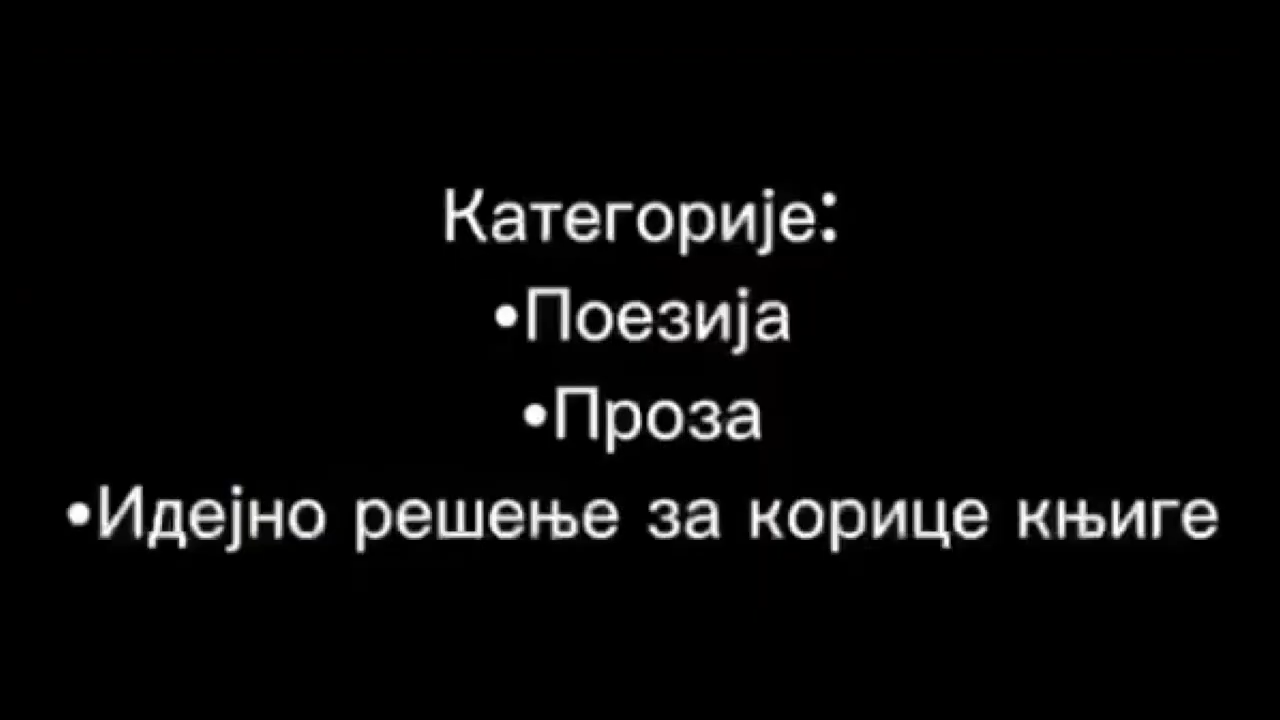 Категорије:
•Поезија
•Проза
•Идејно решење за корице књиге